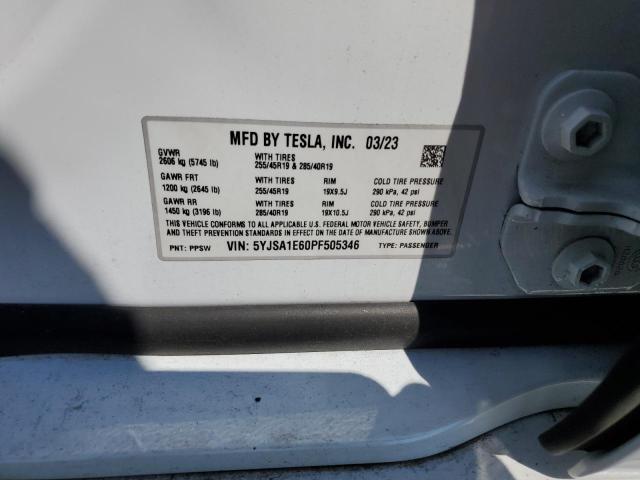 MFD BY TESLA, INC. 03/23
GVWR
2606 kg (5745 lb)
WITH TIRES
255/45R19 & 285/40R19
GAWR FRT
1200 kg (2645 lb)
WITH TIRES
255/45R19
RIM
19X9.5J
COLD TIRE PRESSURE
290 kPa, 42 psi
GAWR RR
1450 kg (3196 lb)
WITH TIRES
285/40R19
RIM
19X10.5J
COLD TIRE PRESSURE
290 kPa, 42 psi
THIS VEHICLE CONFORMS TO ALL APPLICABLE U.S. FEDERAL MOTOR VEHICLE SAFETY, BUMPER
AND THEFT PREVENTION STANDARDS IN EFFECT ON THE DATE OF MANUFACTURE SHOWN ABOVE.
PNT: PPSW
VIN: 5YJSA1E60PF505346
TYPE: PASSENGER